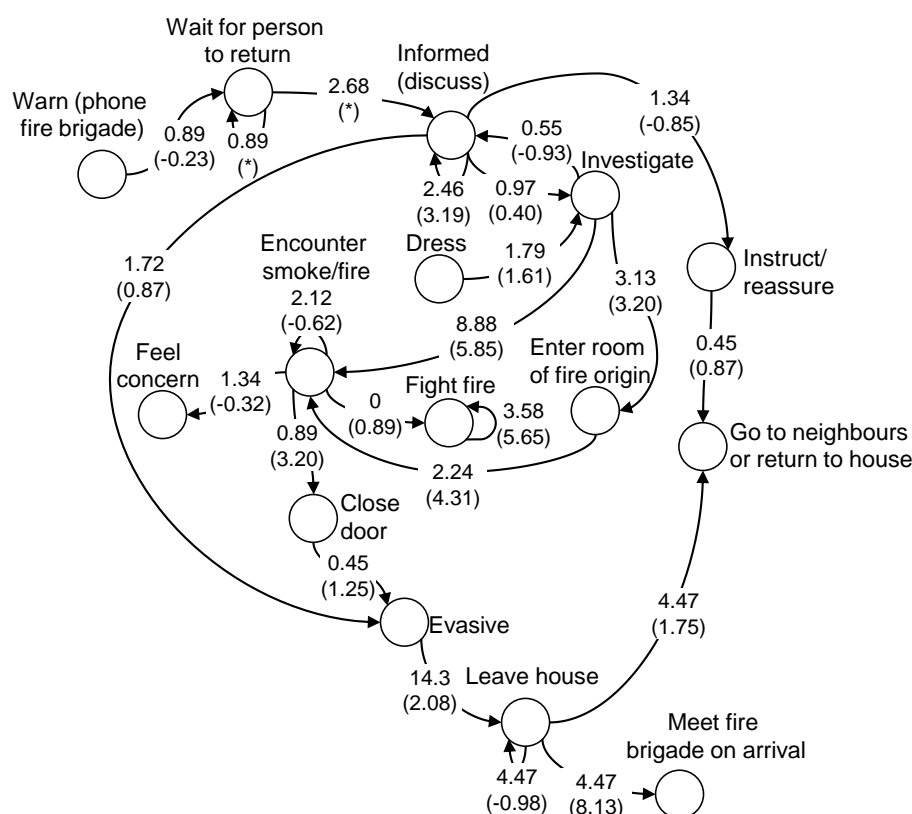 Wait for person
to return
Informed
(discuss)
Warn (phone
fire brigade)
2.68
(*)
1.34
(-0.85)
0.89
(-0.23)
0.89
(*)
0.55
(-0.93)
Investigate
2.46
(3.19)
0.97
(0.40)
Encounter
smoke/fire
Dress
1.79
(1.61)
1.72
(0.87)
2.12
(-0.62)
3.13
(3.20)
Instruct/
reassure
8.88
(5.85)
Feel
concern
Enter room
of fire origin
0.45
(0.87)
1.34
(-0.32)
0
(0.89)
Fight fire
3.58
(5.65)
0.89
(3.20)
Go to neighbours
or return to house
2.24
(4.31)
Close
door
0.45
(1.25)
Evasive
4.47
(1.75)
14.3
(2.08)
Leave house
Meet fire
brigade on arrival
4.47
(-0.98)
4.47
(8.13)